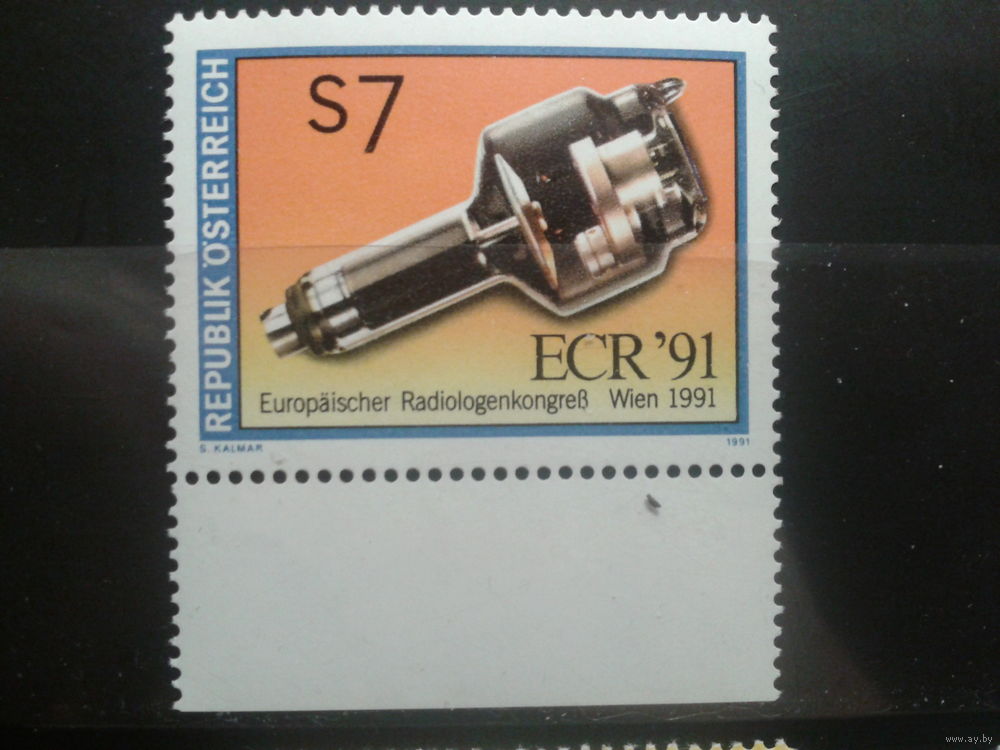 REPUBLIK ÖSTERREICH
S7
ECR '91
Europäischer Radiologenkongreß Wien 1991
S. KALMAR
1991
www.ay.by